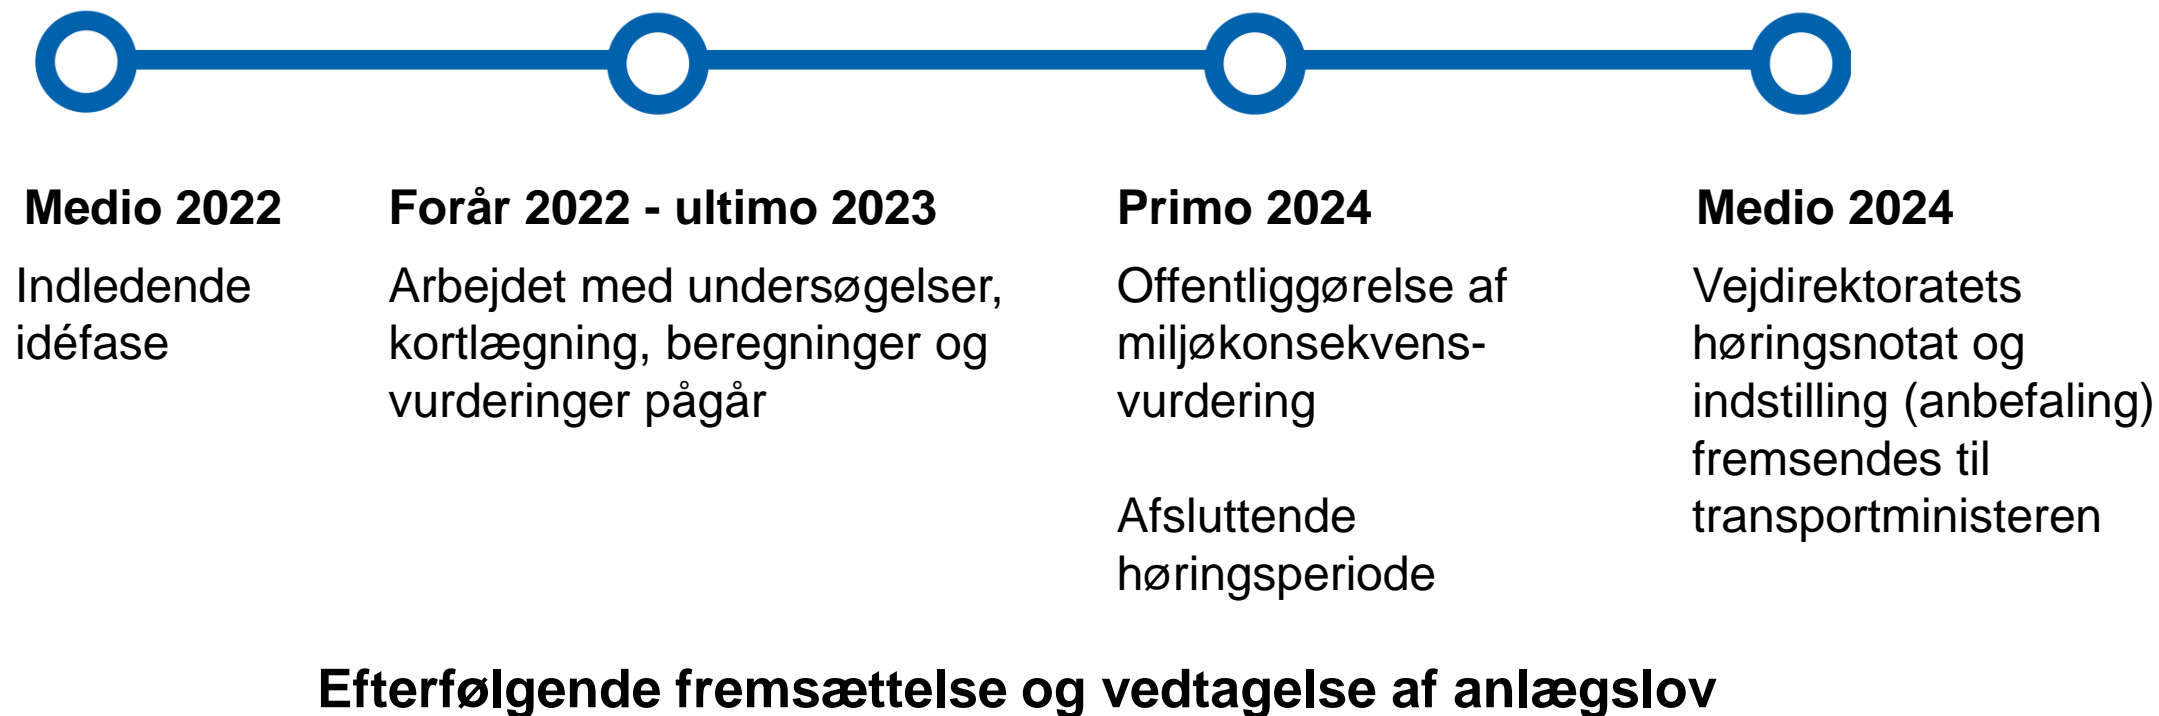 Medio 2022
Indledende
idéfase
Forår 2022 - ultimo 2023
Arbejdet med undersøgelser,
kortlægning, beregninger og
vurderinger pågår
Primo 2024
Offentliggørelse af
miljøkonsekvens-
vurdering
Afsluttende
høringsperiode
Medio 2024
Vejdirektoratets
høringsnotat og
indstilling (anbefaling)
fremsendes til
transportministeren
Efterfølgende fremsættelse og vedtagelse af anlægslov